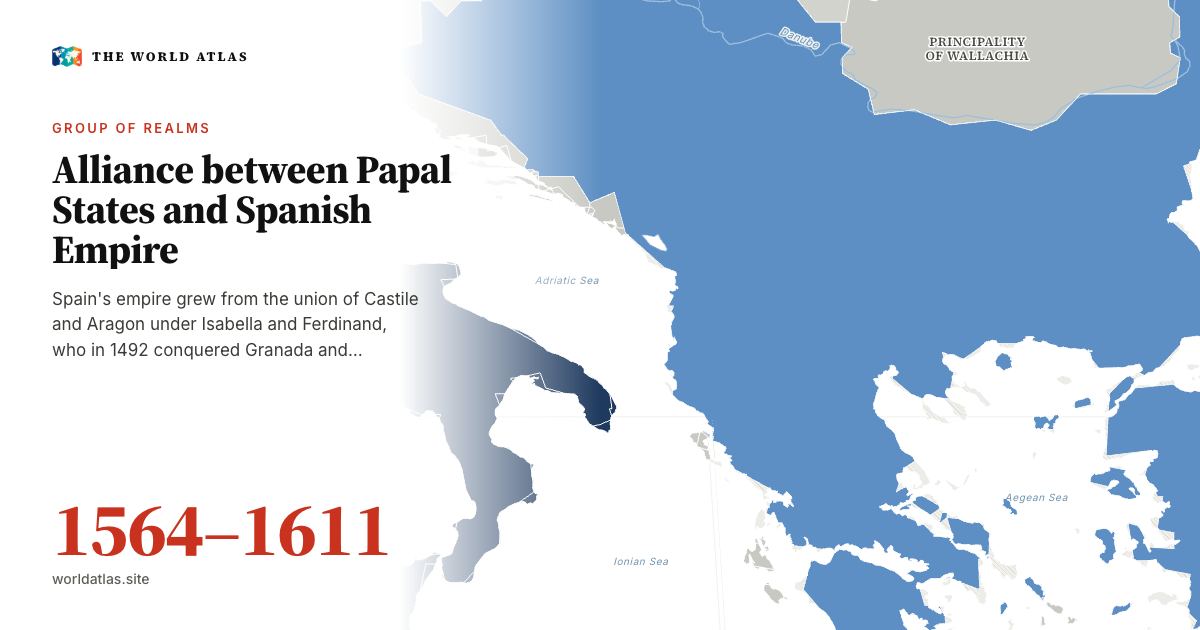 THE WORLD ATLAS
GROUP OF REALMS
Alliance between Papal
States and Spanish
Empire
Spain's empire grew from the union of Castile
and Aragon under Isabella and Ferdinand,
who in 1492 conquered Granada and...
1564–1611
worldatlas.site
Danube
PRINCIPALITY
OF WALLACHIA
Adriatic Sea
Aegean Sea
Ionian Sea